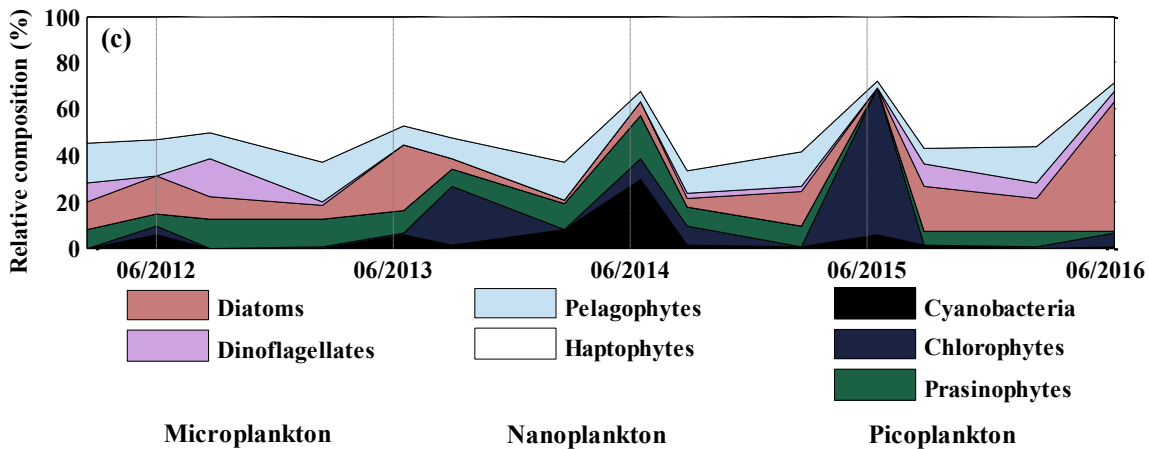 Relative composition (%)
100
80
60
40
20
0
(c)
06/2012 06/2013 06/2014 06/2015 06/2016
Diatoms Pelagophytes Cyanobacteria
Dinoflagellates Haptophytes Chlorophytes
Prasinophytes
Microplankton Nanoplankton Picoplankton